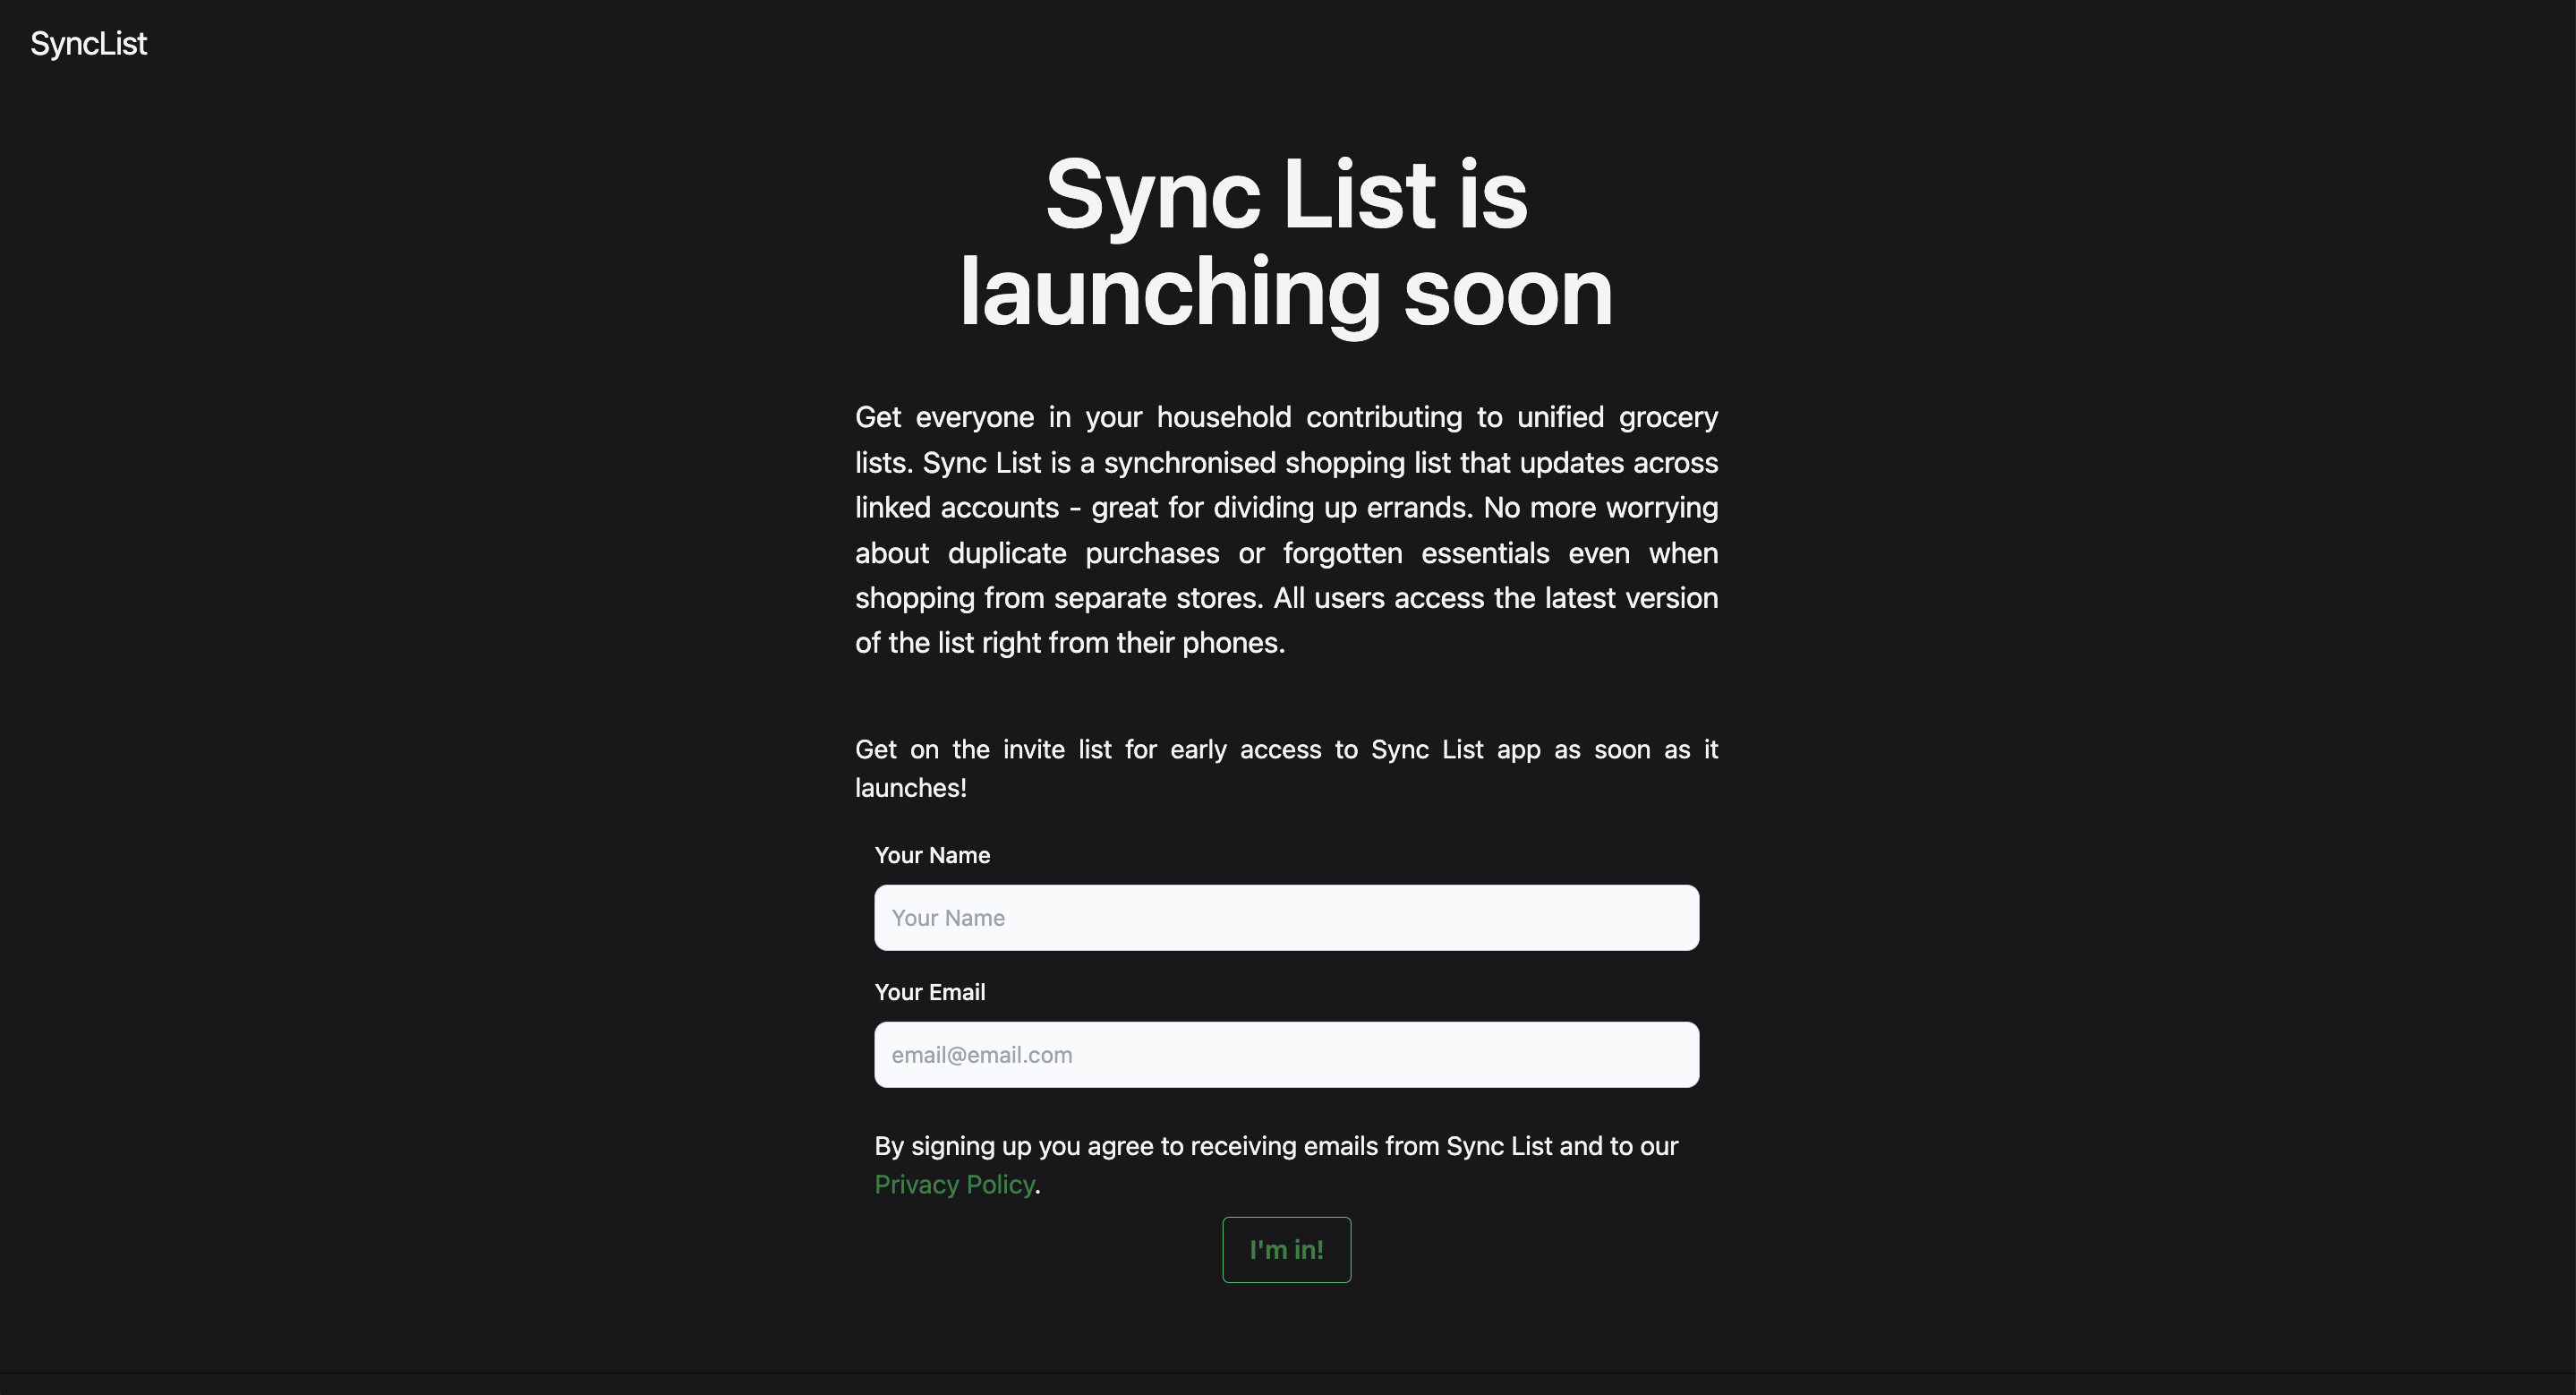 SyncList
Sync List is
launching soon
Get everyone in your household contributing to unified grocery
lists. Sync List is a synchronised shopping list that updates across
linked accounts - great for dividing up errands. No more worrying
about duplicate purchases or forgotten essentials even when
shopping from separate stores. All users access the latest version
of the list right from their phones.
Get on the invite list for early access to Sync List app as soon as it
launches!
Your Name
Your Name
Your Email
email@email.com
By signing up you agree to receiving emails from Sync List and to our
Privacy Policy.
I'm in!